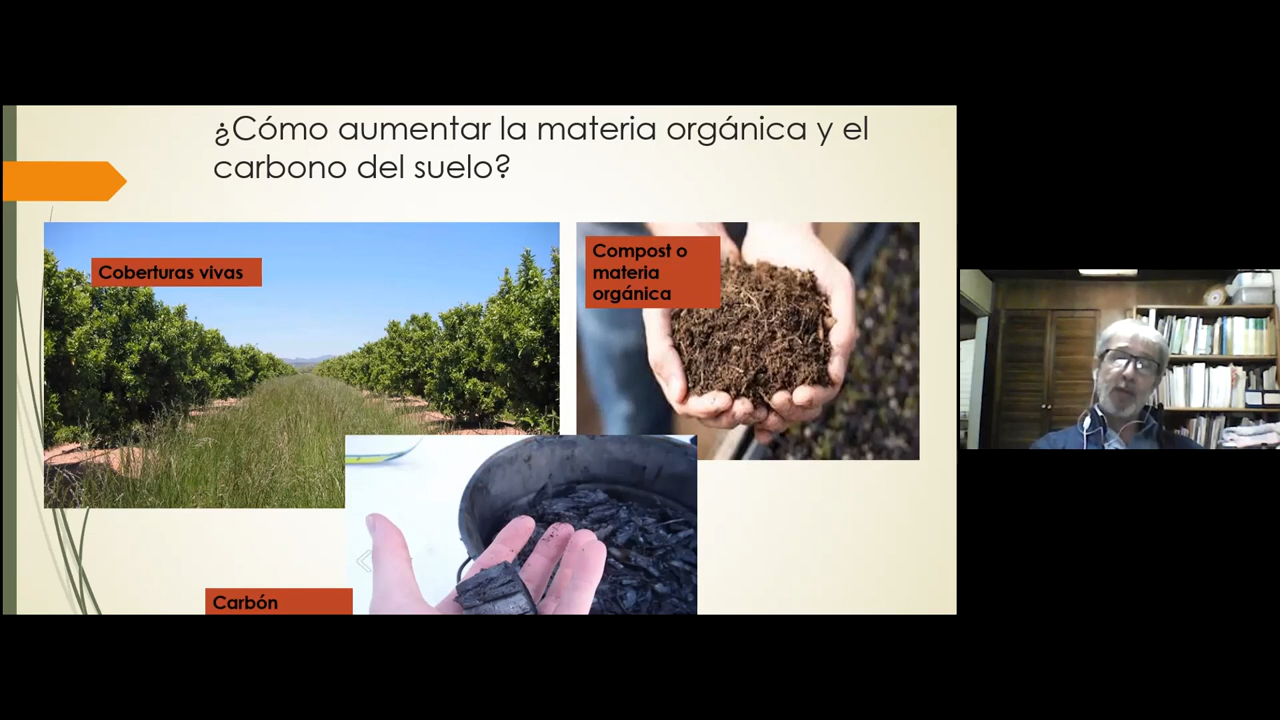 ¿Cómo aumentar la materia orgánica y el
carbono del suelo?
Coberturas vivas
Compost o
materia
orgánica
Carbón